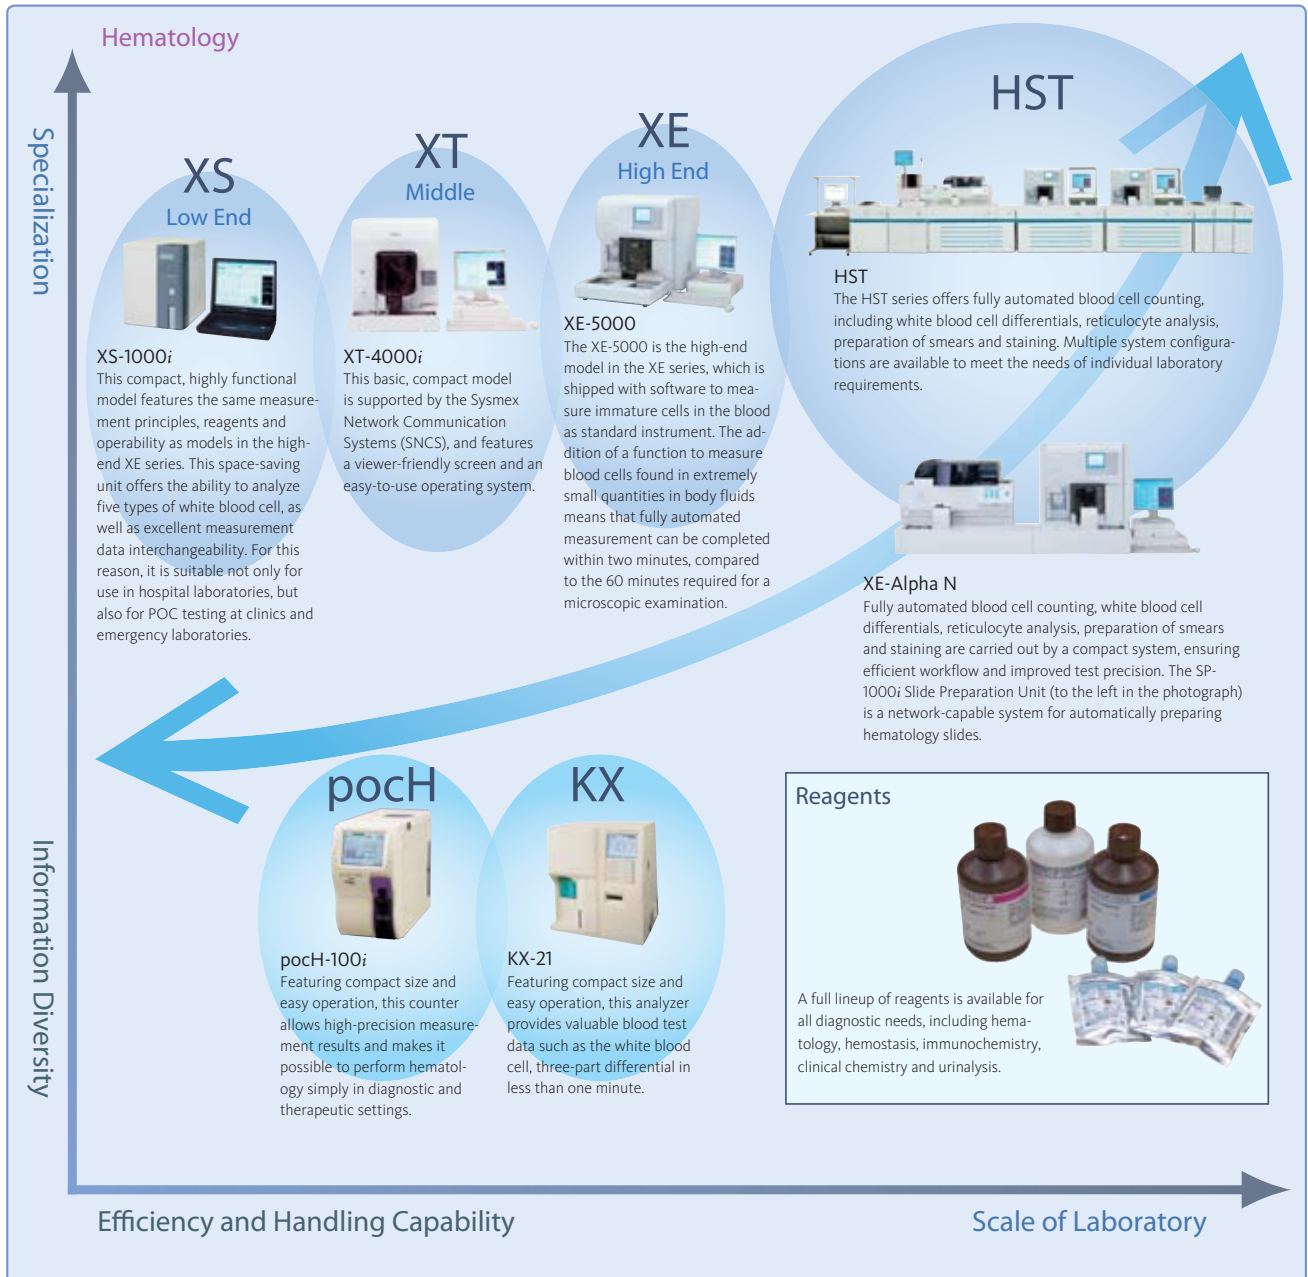 Hematology
Specialization
Information Diversity
XS
Low End
XS-1000i
This compact, highly functional
model features the same measure-
ment principles, reagents and
operability as models in the high-
end XE series. This space-saving
unit offers the ability to analyze
five types of white blood cell, as
well as excellent measurement
data interchangeability. For this
reason, it is suitable not only for
use in hospital laboratories, but
also for POC testing at clinics and
emergency laboratories.
XT
Middle
XT-4000i
This basic, compact model
is supported by the Sysmex
Network Communication
Systems (SNCS), and features
a viewer-friendly screen and an
easy-to-use operating system.
XE
High End
XE-5000
The XE-5000 is the high-end
model in the XE series, which is
shipped with software to mea-
sure immature cells in the blood
as standard instrument. The ad-
dition of a function to measure
blood cells found in extremely
small quantities in body fluids
means that fully automated
measurement can be completed
within two minutes, compared
to the 60 minutes required for a
microscopic examination.
HST
HST
The HST series offers fully automated blood cell counting,
including white blood cell differentials, reticulocyte analysis,
preparation of smears and staining. Multiple system configura-
tions are available to meet the needs of individual laboratory
requirements.
XE-Alpha N
Fully automated blood cell counting, white blood cell
differentials, reticulocyte analysis, preparation of smears
and staining are carried out by a compact system, ensuring
efficient workflow and improved test precision. The SP-
1000i Slide Preparation Unit (to the left in the photograph)
is a network-capable system for automatically preparing
hematology slides.
pocH
pocH-100i
Featuring compact size and
easy operation, this counter
allows high-precision measure-
ment results and makes it
possible to perform hematol-
ogy simply in diagnostic and
therapeutic settings.
KX
KX-21
Featuring compact size and
easy operation, this analyzer
provides valuable blood test
data such as the white blood
cell, three-part differential in
less than one minute.
Reagents
A full lineup of reagents is available for
all diagnostic needs, including hema-
tology, hemostasis, immunochemistry,
clinical chemistry and urinalysis.
Efficiency and Handling Capability
Scale of Laboratory